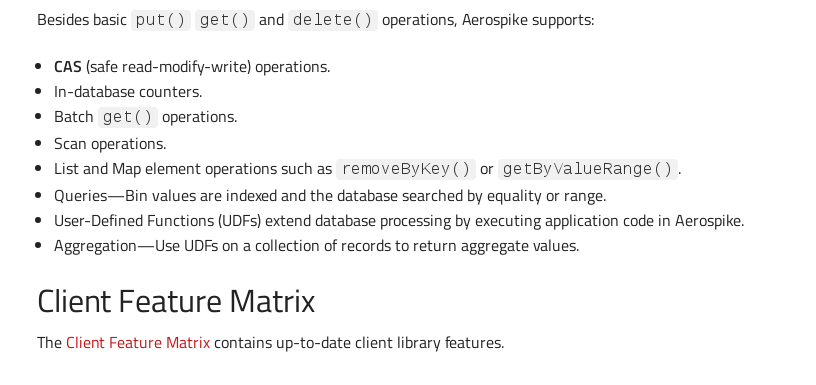 Besides basic put() get() and delete() operations, Aerospike supports:
CAS (safe read-modify-write) operations.
In-database counters.
Batch get() operations.
Scan operations.
List and Map element operations such as removeByKey() or getByValueRange().
Queries—Bin values are indexed and the database searched by equality or range.
User-Defined Functions (UDFs) extend database processing by executing application code in Aerospike.
Aggregation—Use UDFs on a collection of records to return aggregate values.
Client Feature Matrix
The Client Feature Matrix contains up-to-date client library features.